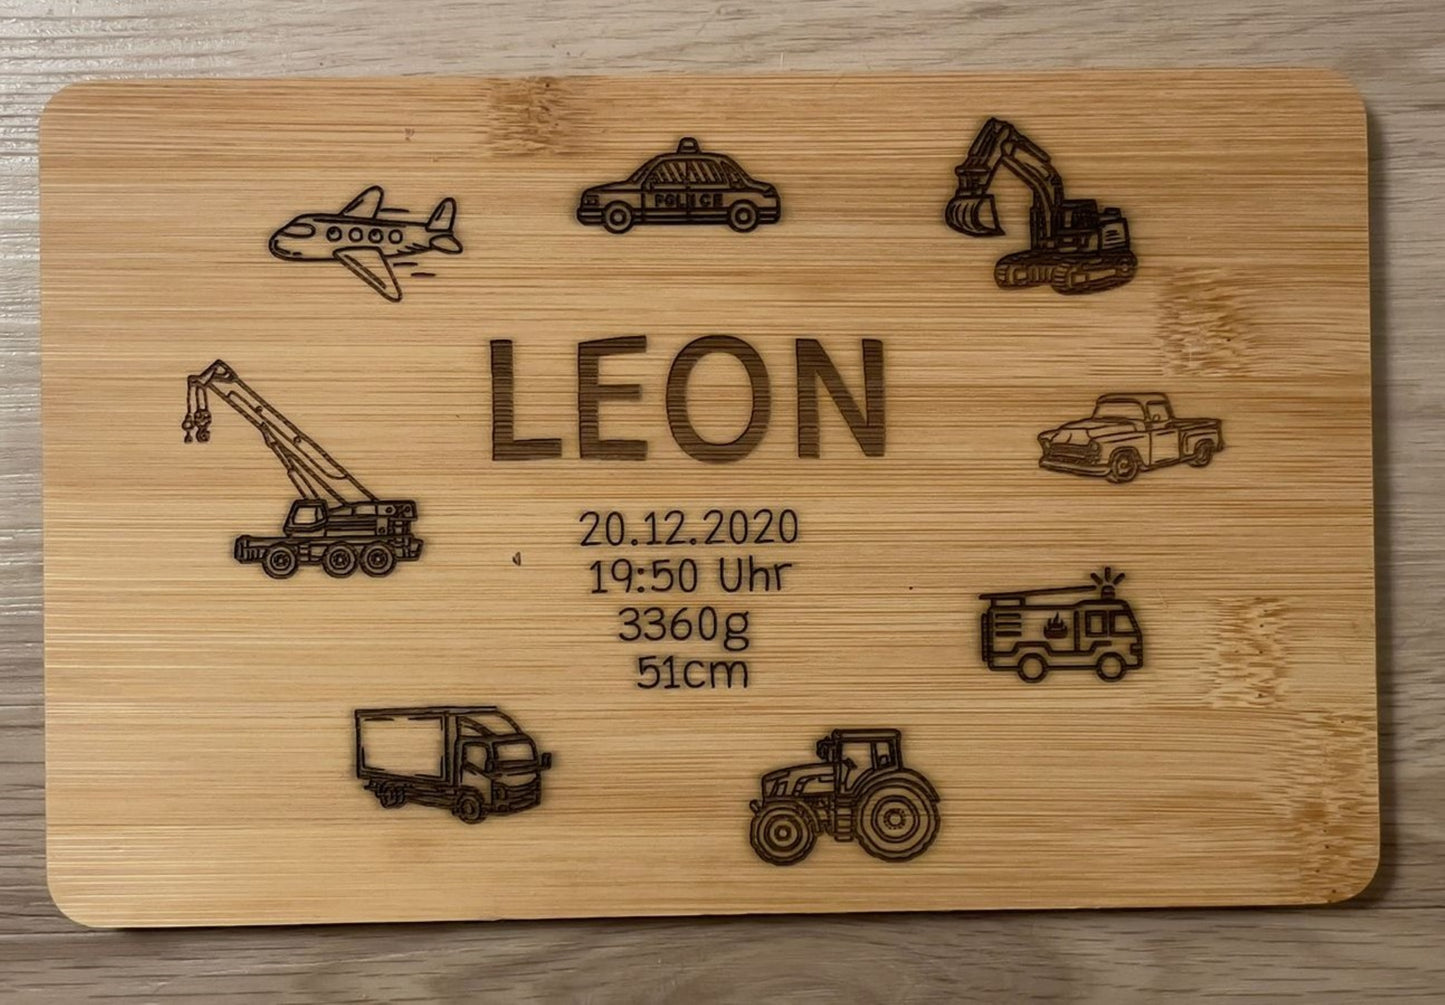 POLICE
LEON
20.12.2020
19:50 Uhr
3360g
51cm